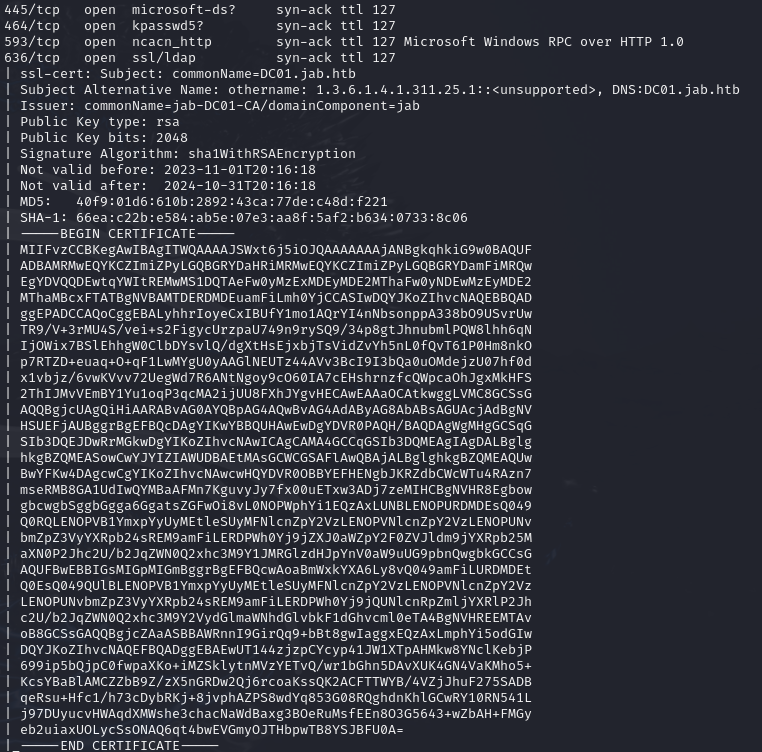 445/tcp   open  microsoft-ds?     syn-ack ttl 127
464/tcp   open  kpasswd5?         syn-ack ttl 127
593/tcp   open  ncacn_http        syn-ack ttl 127 Microsoft Windows RPC over HTTP 1.0
636/tcp   open  ssl/ldap          syn-ack ttl 127
| ssl-cert: Subject: commonName=DC01.jab.htb
| Subject Alternative Name: othername: 1.3.6.1.4.1.311.25.1::<unsupported>, DNS:DC01.jab.htb
| Issuer: commonName=jab-DC01-CA/domainComponent=jab
| Public Key type: rsa
| Public Key bits: 2048
| Signature Algorithm: sha1WithRSAEncryption
| Not valid before: 2023-11-01T20:16:18
| Not valid after:  2024-10-31T20:16:18
| MD5:   40f9:01d6:610b:2892:43ca:77de:c48d:f221
| SHA-1: 66ea:c22b:e584:ab5e:07e3:aa8f:5af2:b634:0733:8c06
| -----BEGIN CERTIFICATE-----
| MIIFvzCCBKegAwIBAgITWQAAAAJSWxt6j5iOJQAAAAAAAjANBgkqhkiG9w0BAQUF
| ADBAMRMwEQYKCZImiZPyLGQBGRYDaHRiMRMwEQYKCZImiZPyLGQBGRYDamFiMRQw
| EgYDVQQDEwtqYWItREMwMS1DQTAeFw0yMzExMDEyMDE2MThaFw0yNDEwMzEyMDE2
| MThaMBcxFTATBgNVBAMTDERDMDEuamFiLmh0YjCCASIwDQYJKoZIhvcNAQEBBQAD
| ggEPADCCAQoCggEBALyhhrIoyeCxIBUfY1mo1AQrYI4nNbsonppA338bO9USvrUw
| TR9/V+3rMU4S/vei+s2FigycUrzpaU749n9rySQ9/34p8gtJhnubmlPQW8lhh6qN
| IjOWix7BSlEhhgW0ClbDYsvlQ/dgXtHsEjxbjTsVidZvYh5nL0fQvT61P0Hm8nkO
| p7RTZD+euaq+O+qF1LwMYgU0yAAGlNEUTz44AVv3BcI9I3bQa0uOMdejzU07hf0d
| x1vbjz/6vwKVvv72UegWd7R6ANtNgoy9cO60IA7cEHshrnzfcQWpcaOhJgxMkHFS
| 2ThIJMvVEmBY1Yu1oqP3qcMA2ijUU8FXhJYgvHECAwEAAaOCAtkwggLVMC8GCSsG
| AQQBgjcUAgQiHiAARABvAG0AYQBpAG4AQwBvAG4AdAByAG8AbABsAGUAcjAdBgNV
| HSUEFjAUBggrBgEFBQcDAgYIKwYBBQUHAwEwDgYDVR0PAQH/BAQDAgWgMHgGCSqG
| SIb3DQEJDwRrMGkwDgYIKoZIhvcNAwICAgCAMA4GCCqGSIb3DQMEAgIAgDALBglg
| hkgBZQMEASowCwYJYIZIAWUDBAEtMAsGCWCGSAFlAwQBAjALBglghkgBZQMEAQUw
| BwYFKw4DAgcwCgYIKoZIhvcNAwcwHQYDVR0OBBYEFHENgbJKRZdbCWcWTu4RAzn7
| mseRMB8GA1UdIwQYMBaAFMn7KguvyJy7fx00uETxw3ADj7zeMIHCBgNVHR8Egbow
| gbcwgbSggbGgga6GgatsZGFwOi8vL0NOPWphYi1EQzAxLUNBLENOPURDMDEsQ049
| Q0RQLENOPVB1YmxpYyUyMEtleSUyMFNlcnZpY2VzLENOPVNlcnZpY2VzLENOPUNv
| bmZpZ3VyYXRpb24sREM9amFiLERDPWh0Yj9jZXJ0aWZpY2F0ZVJldm9jYXRpb25M
| aXN0P2Jhc2U/b2JqZWN0Q2xhc3M9Y1JMRGlzdHJpYnV0aW9uUG9pbnQwgbkGCCsG
| AQUFBwEBBIGsMIGpMIGmBggrBgEFBQcwAoaBmWxkYXA6Ly8vQ049amFiLURDMDEt
| Q0EsQ049QUlBLENOPVB1YmxpYyUyMEtleSUyMFNlcnZpY2VzLENOPVNlcnZpY2Vz
| LENOPUNvbmZpZ3VyYXRpb24sREM9amFiLERDPWh0Yj9jQUNlcnRpZmljYXRlP2Jh
| c2U/b2JqZWN0Q2xhc3M9Y2VydGlmaWNhdGlvbkF1dGhvcml0eTA4BgNVHREEMTAv
| oB8GCSsGAQQBgjcZAaASBBAWRnnI9GirQq9+bBt8gwIaggxEQzAxLmphYi5odGIw
| DQYJKoZIhvcNAQEFBQADggEBAEwUT144zjzpCYcyp41JW1XTpAHMkw8YNclKebjP
| 699ip5bQjpC0fwpaXKo+iMZSklytnMVzYETvQ/wr1bGhn5DAvXUK4GN4VaKMho5+
| KcsYBaBlAMCZZbB9Z/zX5nGRDw2Qj6rcoaKssQK2ACFTTWYB/4VZjJhuF275SADB
| qeRsu+Hfc1/h73cDybRKj+8jvphAZPS8wdYq853G08RQghdnKhlGCwRY10RN541L
| j97DUyucvHWAqdXMWshe3chacNaWdBaxg3BOeRuMsfEEn8O3G5643+wZbAH+FMGy
| eb2uiaxUOLycSsONAQ6qt4bwEVGmyOJTHbpwTB8YSJBFU0A=
|_-----END CERTIFICATE-----